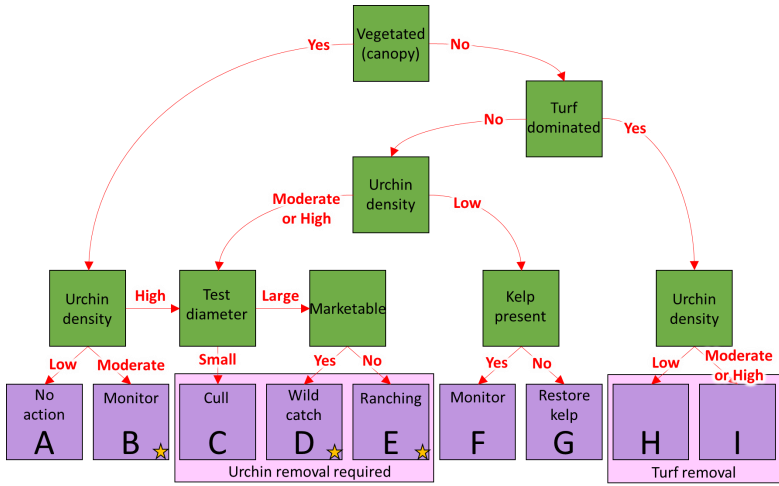 Vegetated
(canopy)
Yes
No
Turf
dominated
No
Yes
Urchin
density
Moderate
or High
Low
Urchin
density
High
Test
diameter
Large
Marketable
Kelp
present
Urchin
density
Low
Moderate
Small
Yes
No
Yes
No
Low
Moderate
or High
No
action
A
Monitor
B
Cull
C
Wild
catch
D
Ranching
E
Monitor
F
Restore
kelp
G
H
I
Urchin removal required
Turf removal